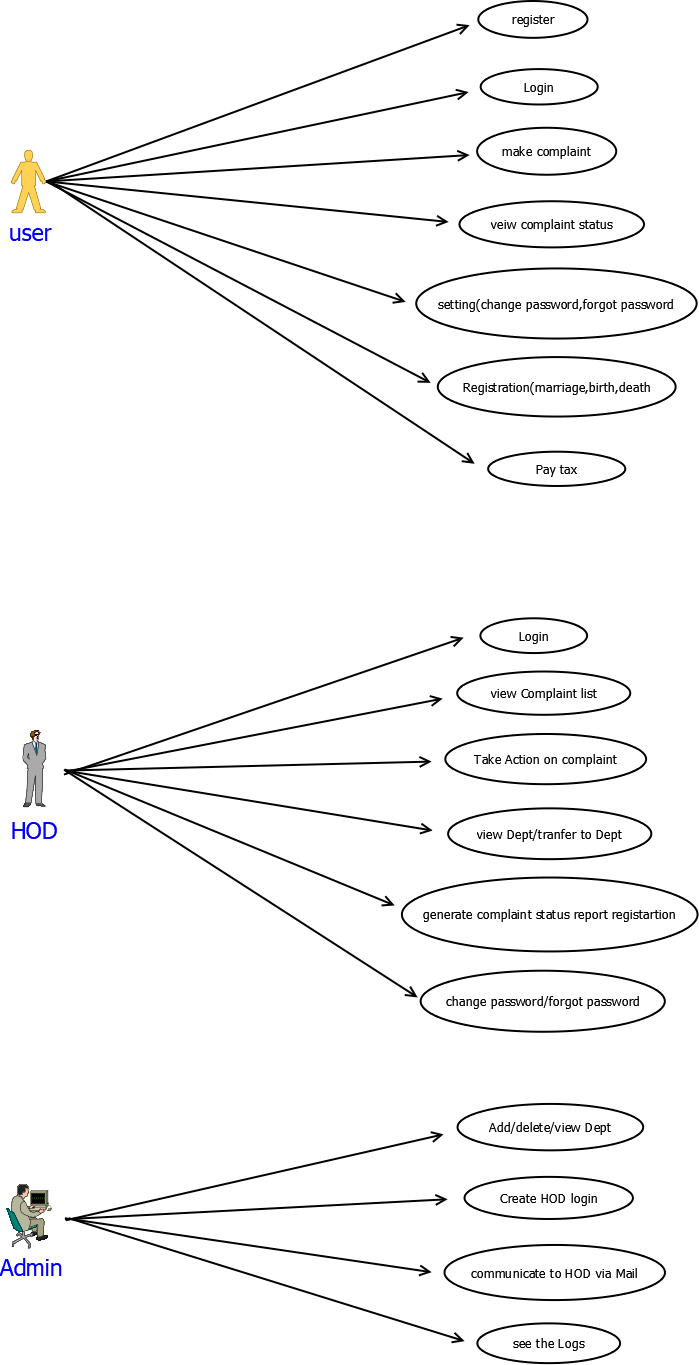 register
Login
make complaint
veiw complaint status
user
setting(change password,forgot password
Registration(marriage,birth,death
Pay tax
Login
view Complaint list
Take Action on complaint
HOD
view Dept/tranfer to Dept
generate complaint status report registartion
change password/forgot password
Add/delete/view Dept
Create HOD login
Admin
communicate to HOD via Mail
see the Logs